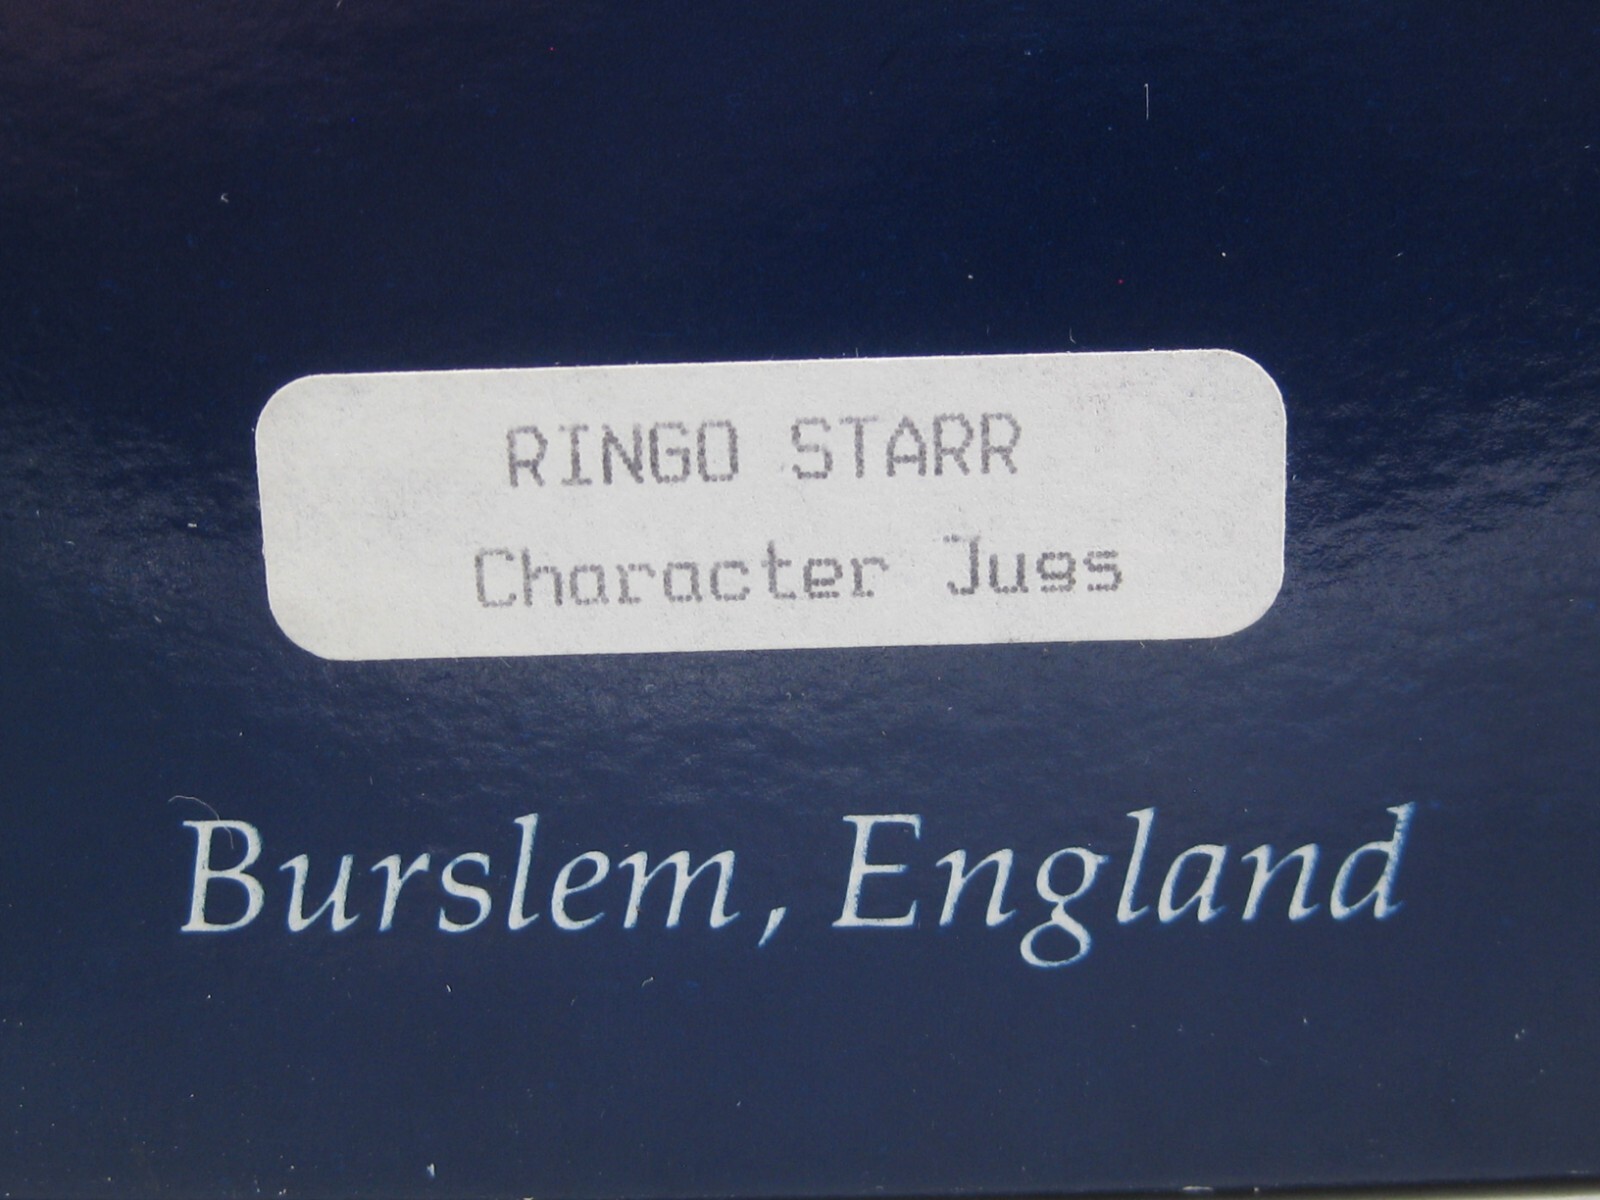 RINGO STARR
Character Jugs
Burslem, England